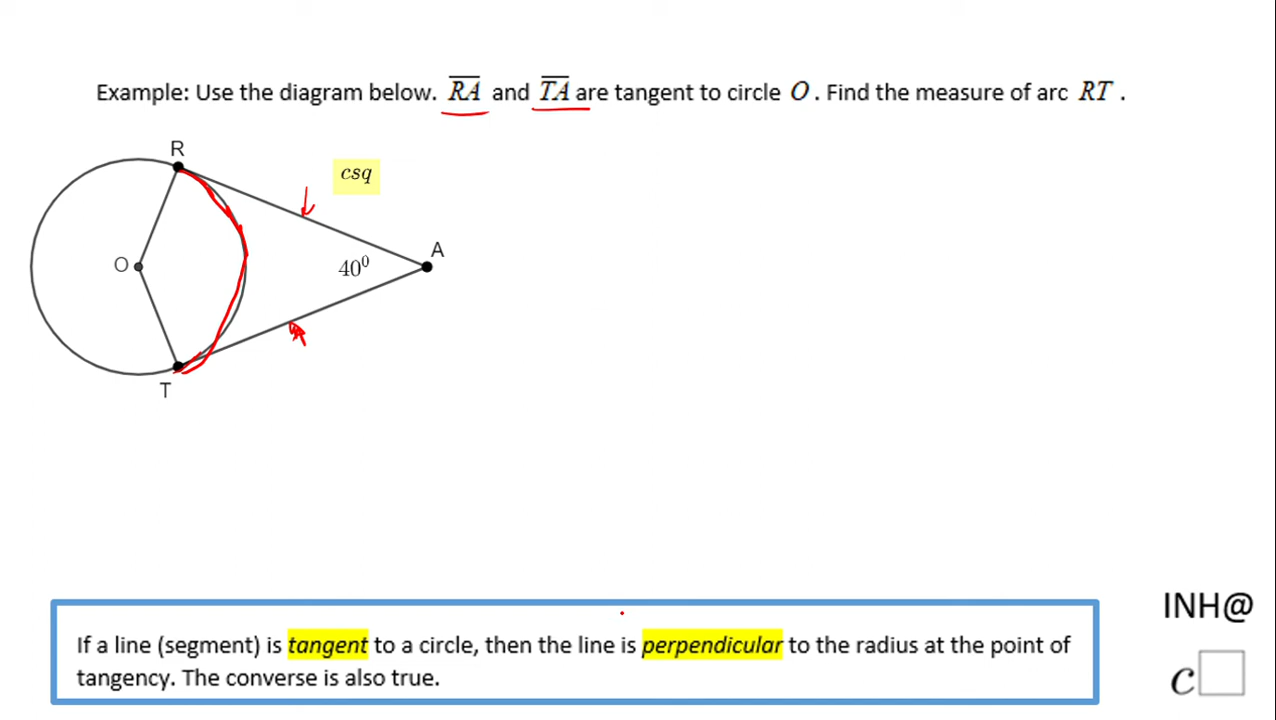 Example: Use the diagram below. RA and TA are tangent to circle O. Find the measure of arc RT.
R
csq
A
O
40⁰
T
INH@
If a line (segment) is tangent to a circle, then the line is perpendicular to the radius at the point of
tangency. The converse is also true.
c